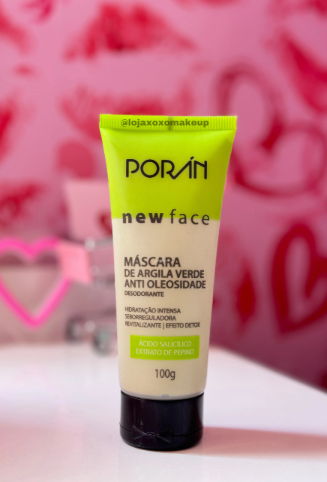 @lojaxoxomakeup
PORÁN
new face
MÁSCARA
DE ARGILA VERDE
ANTI OLEOSIDADE
DESODORANTE
HIDRATAÇÃO INTENSA
SEBORREGULADORA
REVITALIZANTE | EFEITO DETOX
ÁCIDO SALICÍLICO
EXTRATO DE PEPINO
100g